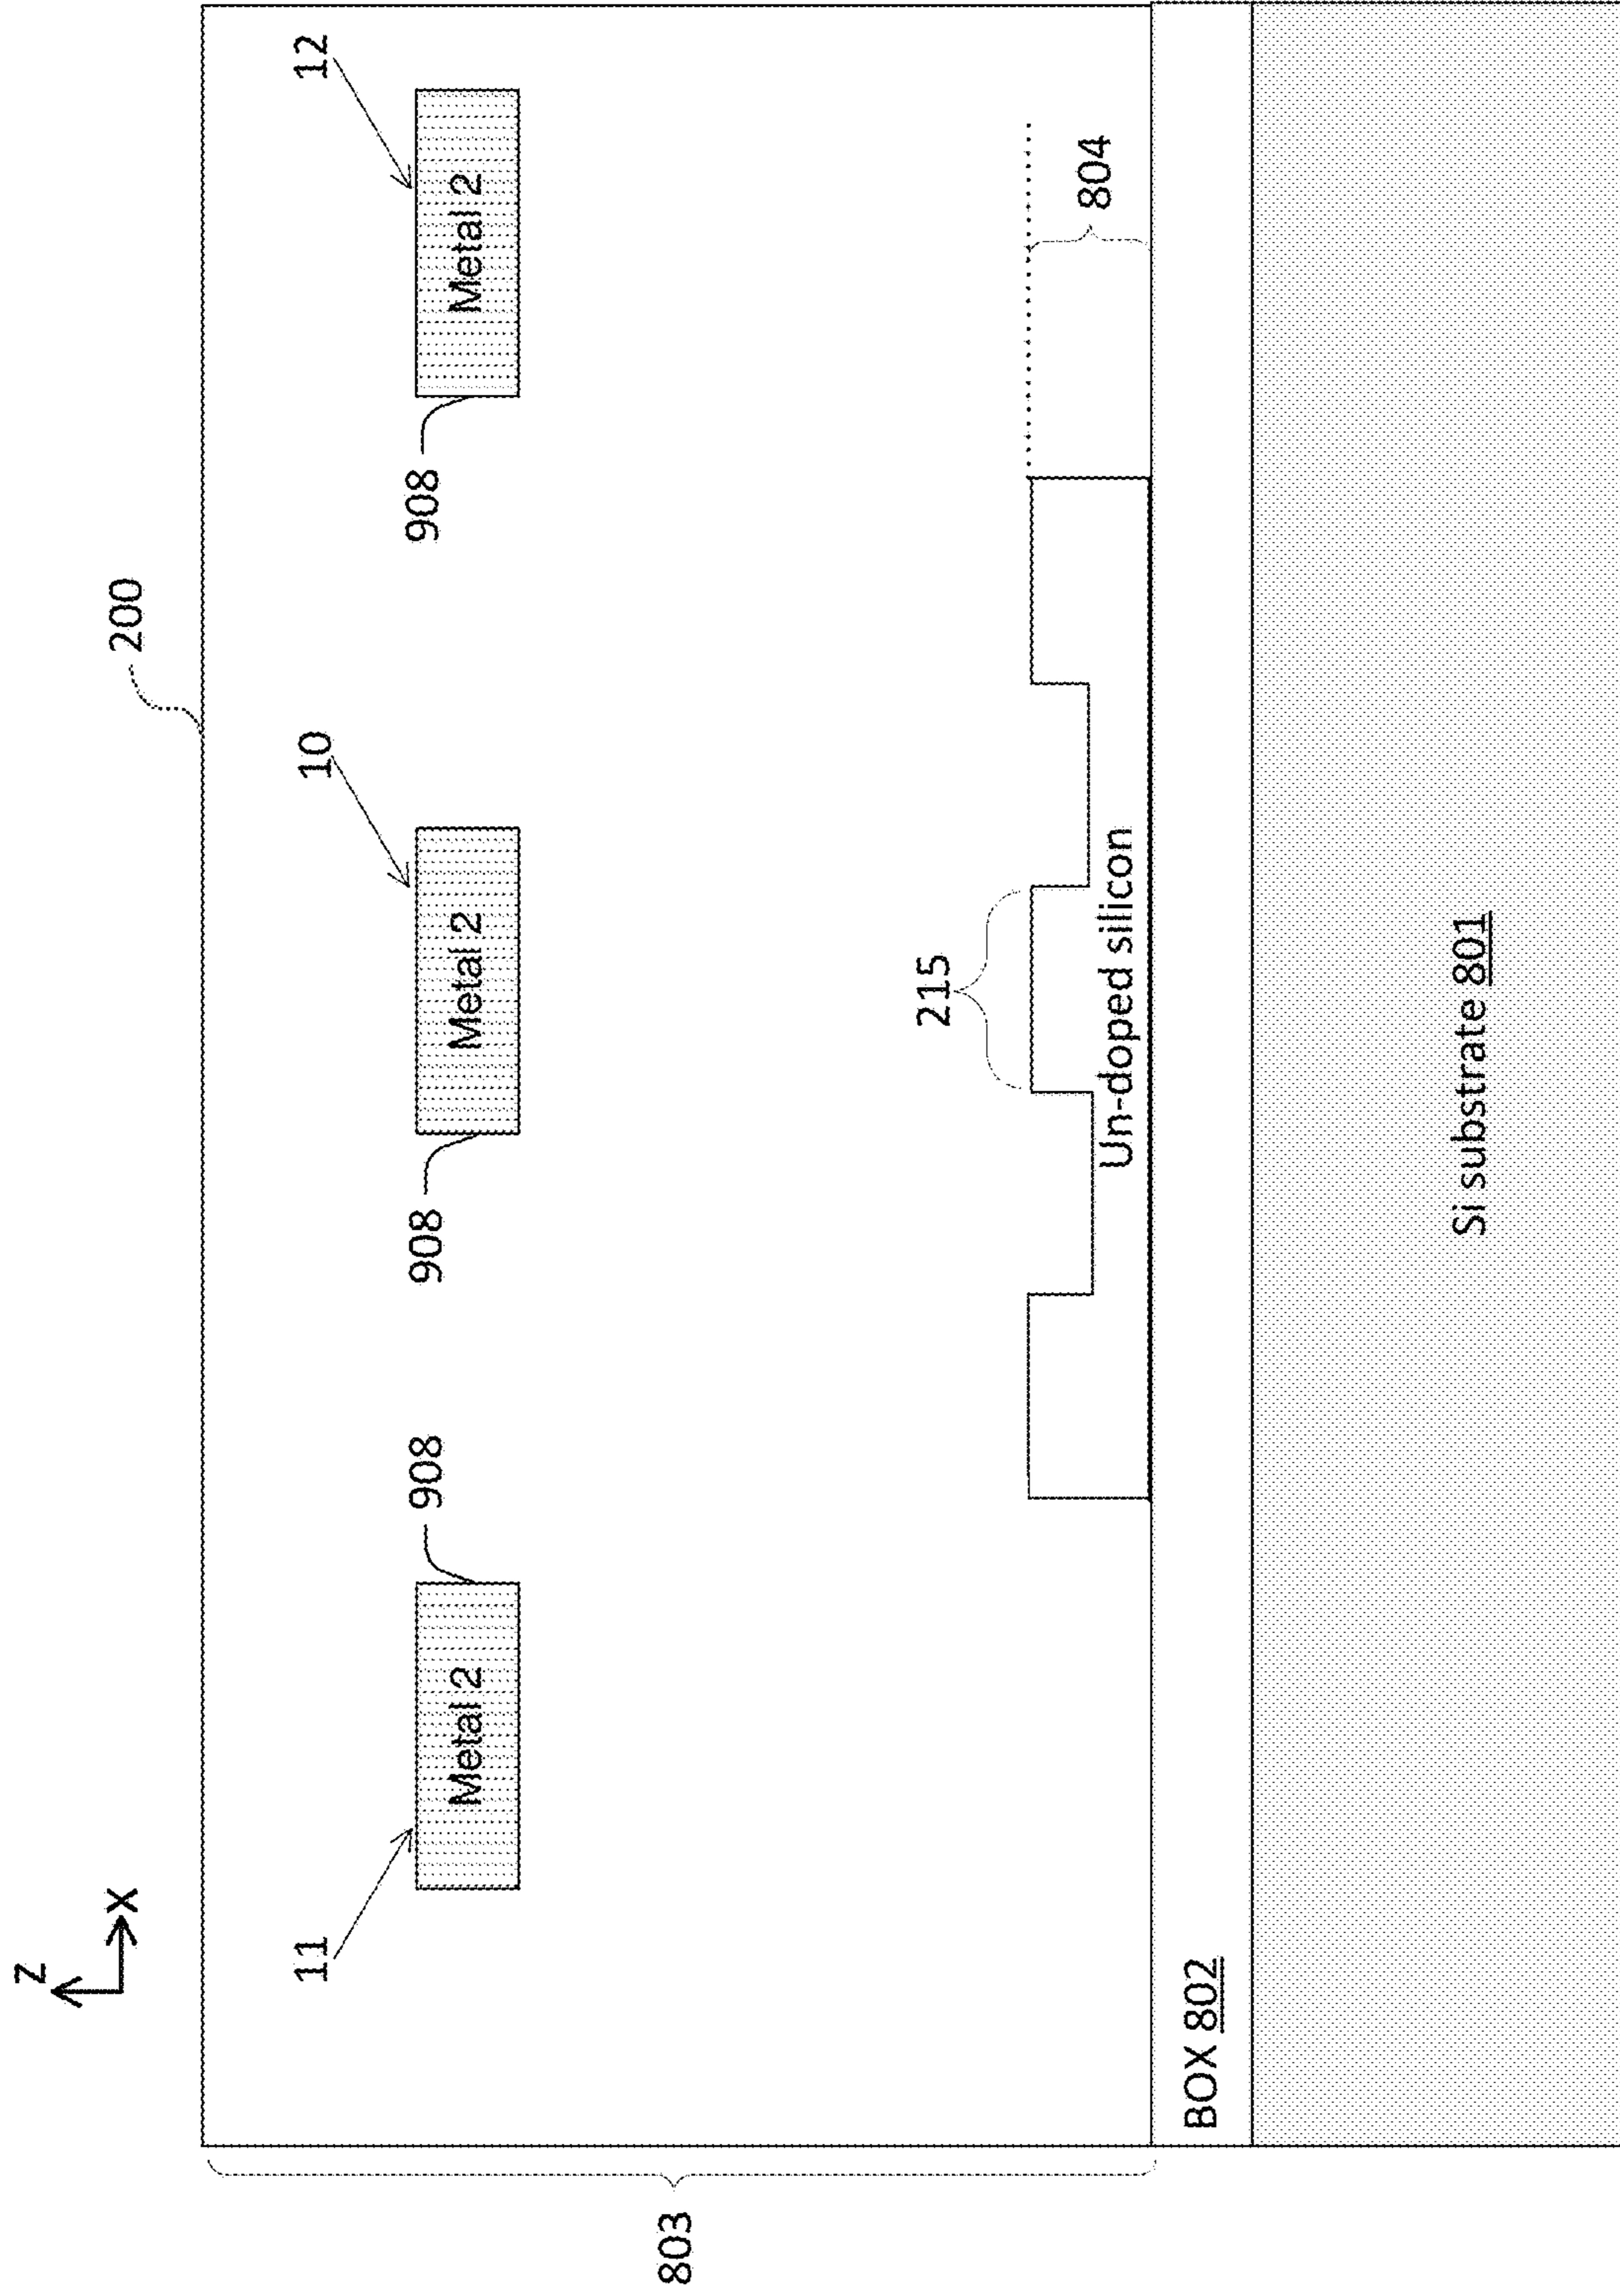 Z
X
200
11
10
12
Metal 2
Metal 2
Metal 2
908
908
908
803
215
804
Un-doped silicon
BOX 802
Si substrate 801